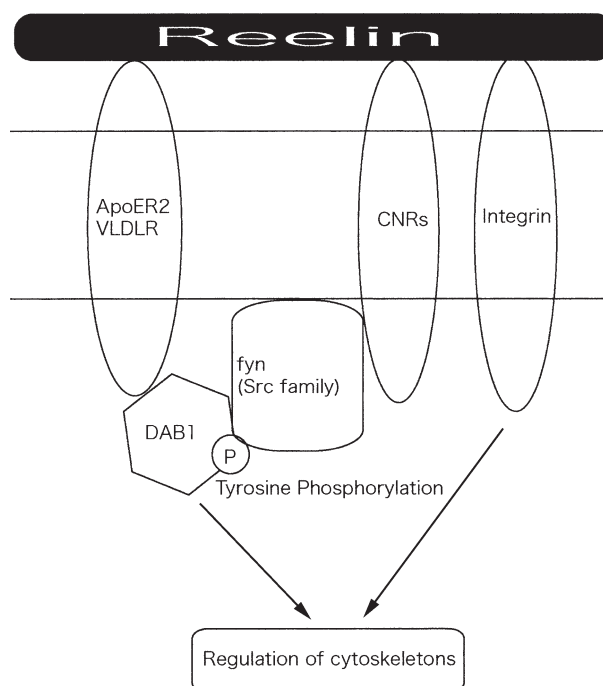 Reelin
ApoER2
VLDLR
CNRs
Integrin
fyn
(Src family)
DAB1
P
Tyrosine Phosphorylation
Regulation of cytoskeletons